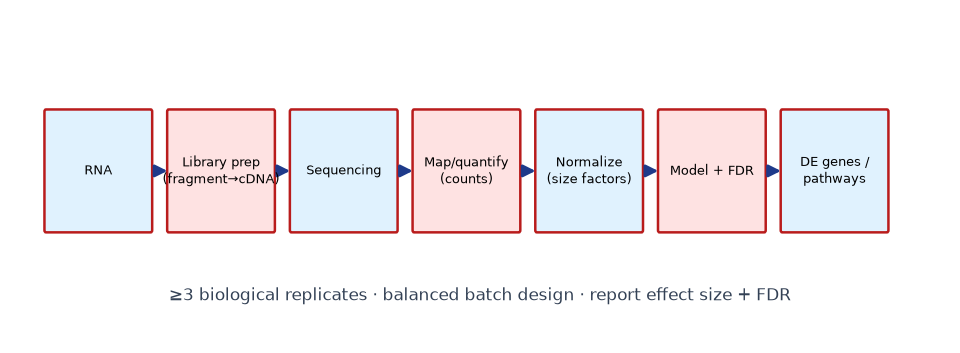 RNA
Library prep
(fragment→cDNA)
Sequencing
Map/quantify
(counts)
Normalize
(size factors)
Model + FDR
DE genes /
pathways
≥3 biological replicates · balanced batch design · report effect size + FDR